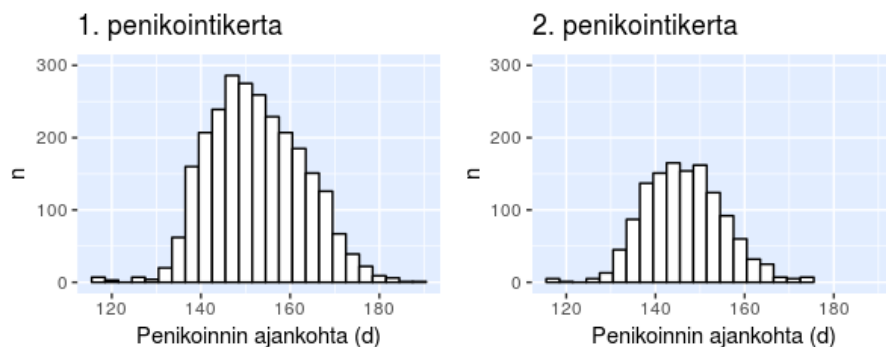 1. penikointikerta
300
200
100
0
n
120 140 160 180
Penikoinnin ajankohta (d)
2. penikointikerta
300
200
100
0
n
120 140 160 180
Penikoinnin ajankohta (d)